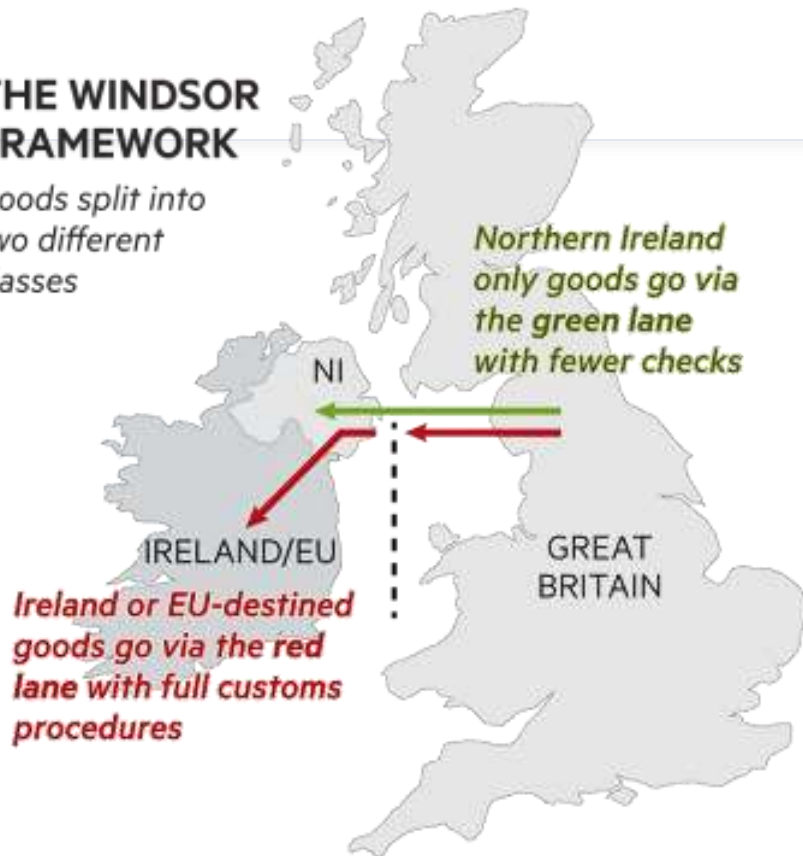 THE WINDSOR
FRAMEWORK
oods split into
wo different
asses
Northern Ireland
only goods go via
the green lane
with fewer checks
NI
IRELAND/EU
GREAT
BRITAIN
Ireland or EU-destined
goods go via the red
lane with full customs
procedures